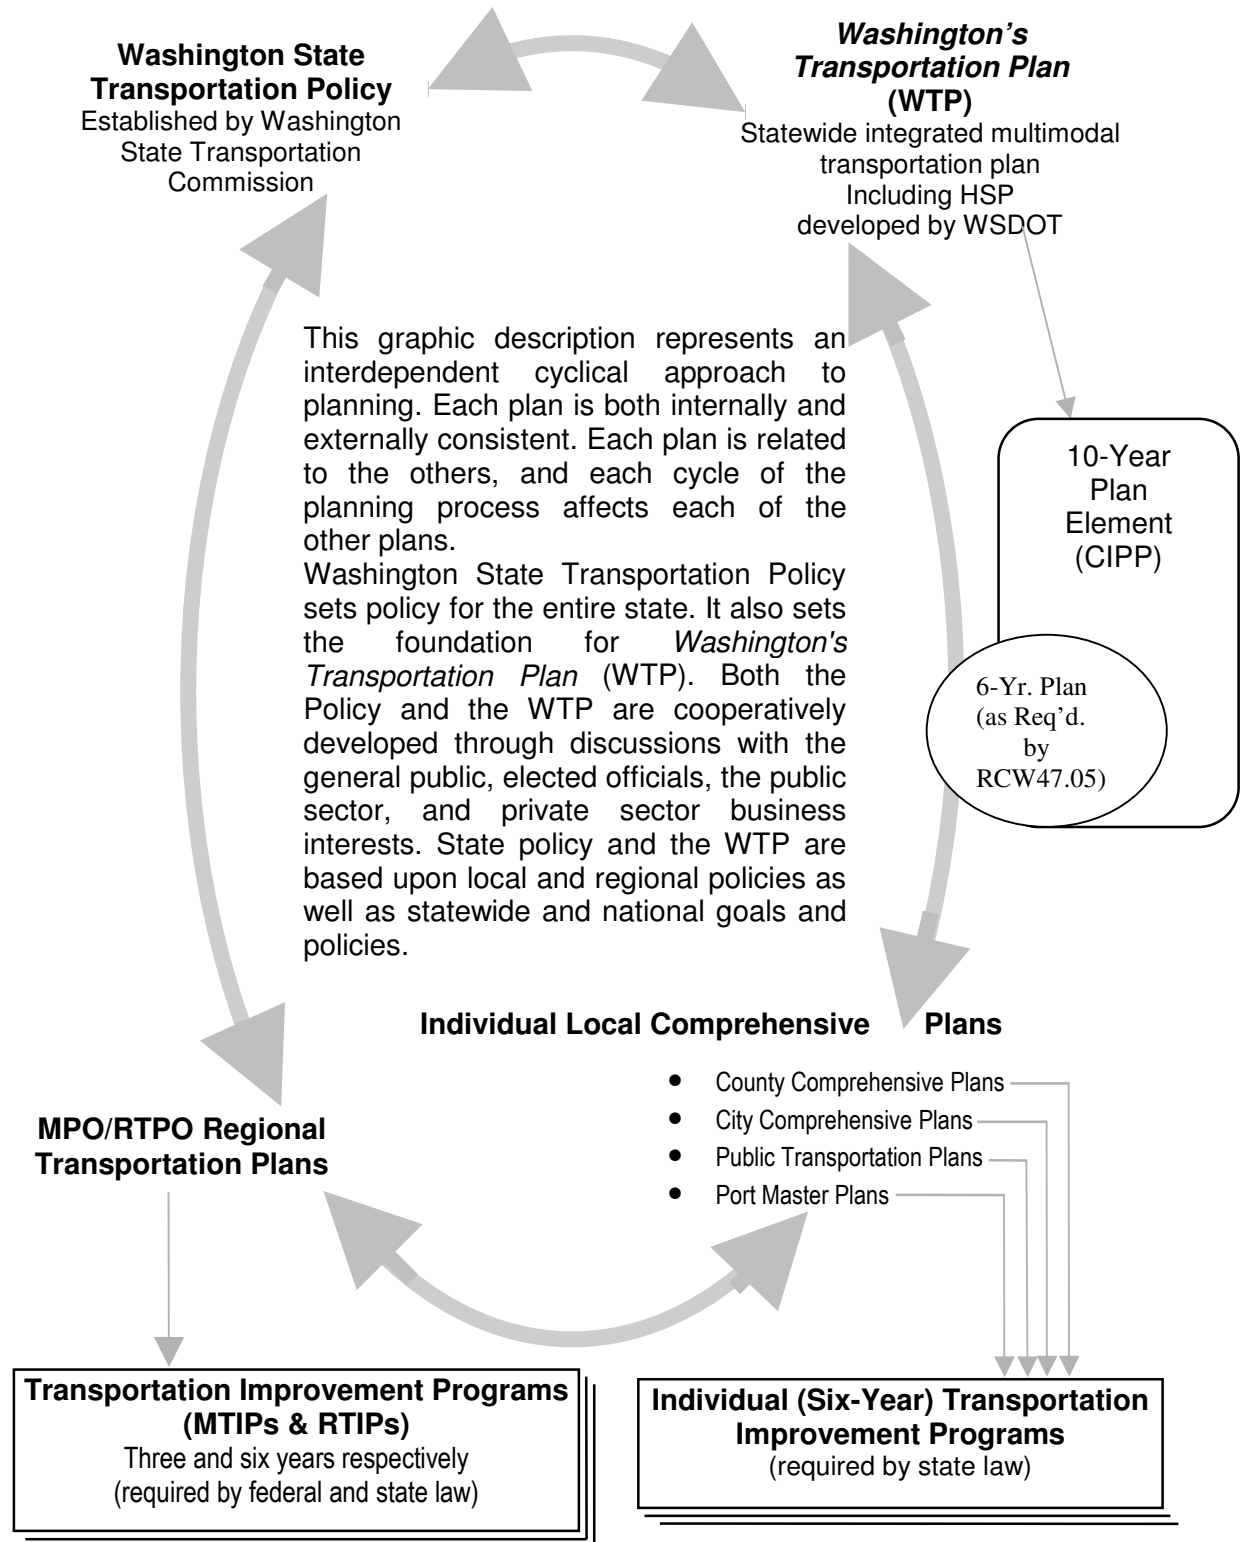 Washington State
Transportation Policy
Established by Washington
State Transportation
Commission
Washington's
Transportation Plan
(WTP)
Statewide integrated multimodal
transportation plan
Including HSP
developed by WSDOT
This graphic description represents an
interdependent cyclical approach to
planning. Each plan is both internally and
externally consistent. Each plan is related
to the others, and each cycle of the
planning process affects each of the
other plans.
Washington State Transportation Policy
sets policy for the entire state. It also sets
the foundation for Washington's
Transportation Plan (WTP). Both the
Policy and the WTP are cooperatively
developed through discussions with the
general public, elected officials, the public
sector, and private sector business
interests. State policy and the WTP are
based upon local and regional policies as
well as statewide and national goals and
policies.
10-Year
Plan
Element
(CIPP)
6-Yr. Plan
(as Req’d.
by
RCW47.05)
Individual Local Comprehensive Plans
• County Comprehensive Plans
• City Comprehensive Plans
• Public Transportation Plans
• Port Master Plans
MPO/RTPO Regional
Transportation Plans
Transportation Improvement Programs
(MTIPs & RTIPs)
Three and six years respectively
(required by federal and state law)
Individual (Six-Year) Transportation
Improvement Programs
(required by state law)